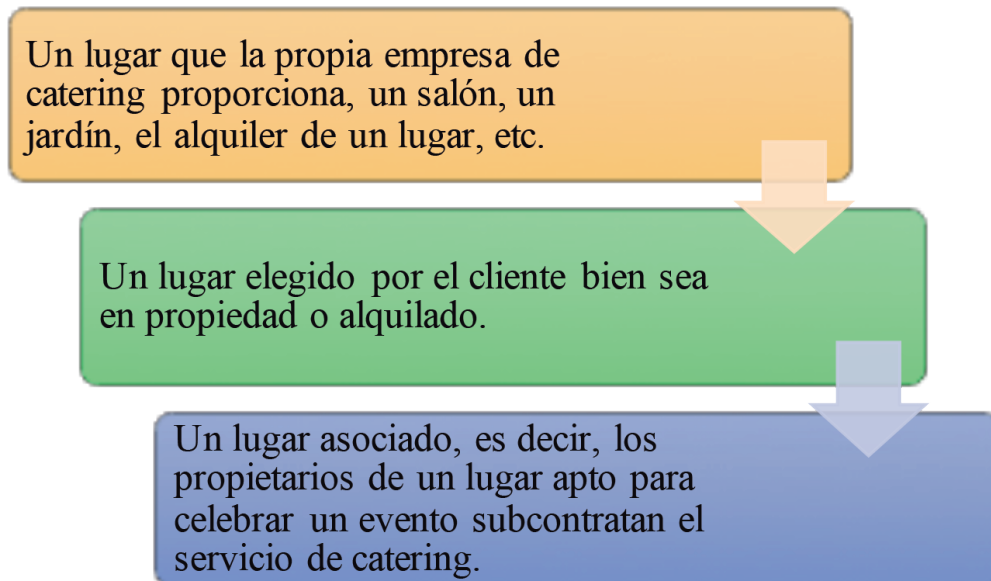 Un lugar que la propia empresa de
catering proporciona, un salón, un
jardín, el alquiler de un lugar, etc.
Un lugar elegido por el cliente bien sea
en propiedad o alquilado.
Un lugar asociado, es decir, los
propietarios de un lugar apto para
celebrar un evento subcontratan el
servicio de catering.